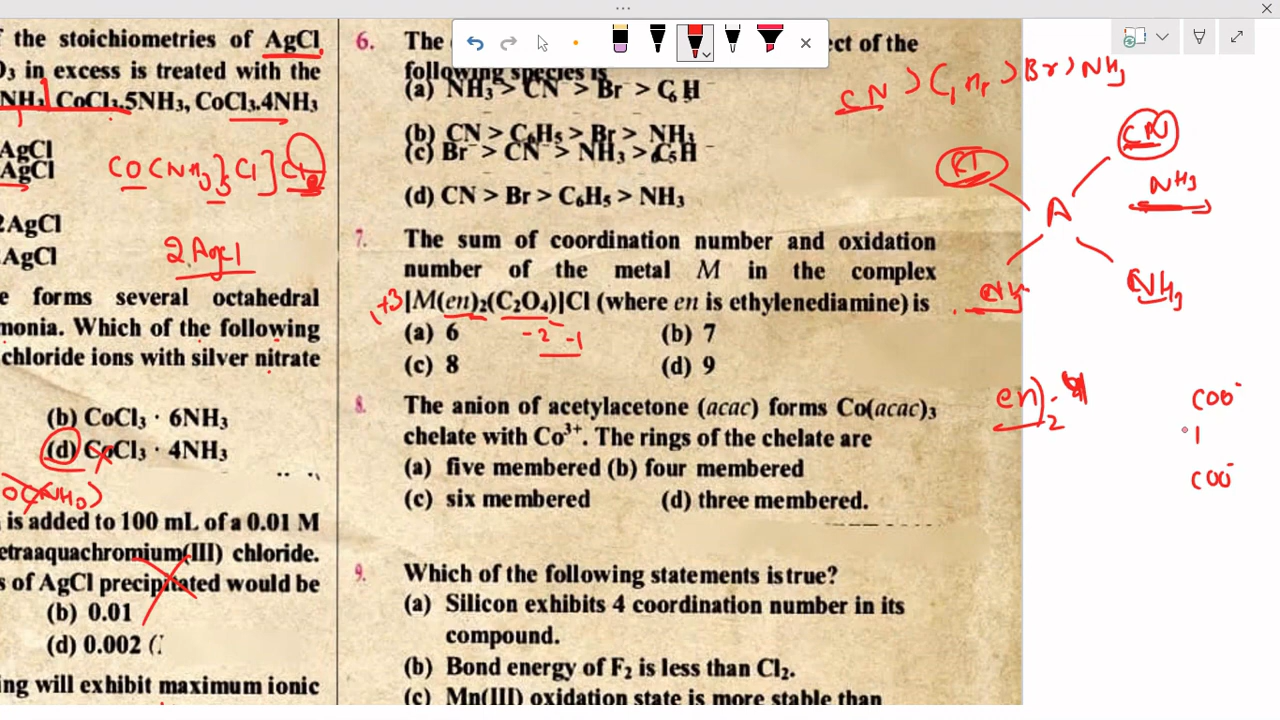 f the stoichiometries of AgCl
O₃ in excess is treated with the
NH₃ CoCl₃.5NH₃, CoCl₃.4NH₃
AgCl
AgCl
CO(NH₃)5 Cl]Cl2
2AgCl
AgCl
2 AgCl
e forms several octahedral
monia. Which of the following
chloride ions with silver nitrate
(b) CoCl₃ · 6NH₃
(d) CoCl₃ · 4NH₃
is added to 100 mL of a 0.01 M
etraaquachromium(III) chloride.
s of AgCl precipitated would be
(b) 0.01
(d) 0.002 (
ing will exhibit maximum ionic
6. The
ect of the
following species is
(a) NH₃ > CN⁻ > Br⁻ > C₆H⁻
(b) CN⁻ > C₆H₅⁻ > Br⁻ > NH₃
(c) Br⁻ > CN⁻ > NH₃ > C₆H⁻
(d) CN > Br > C₆H₅ > NH₃
7. The sum of coordination number and oxidation
number of the metal M in the complex
+3 [M(en)₂(C₂O₄)]Cl (where en is ethylenediamine) is
(a) 6 (b) 7
-2 -1
(c) 8 (d) 9
8. The anion of acetylacetone (acac) forms Co(acac)₃
chelate with Co³⁺. The rings of the chelate are
(a) five membered (b) four membered
(c) six membered (d) three membered.
9. Which of the following statements is true?
(a) Silicon exhibits 4 coordination number in its
compound.
(b) Bond energy of F₂ is less than Cl₂.
(c) Mn(III) oxidation state is more stable than
CN > C6H5 > Br > NH3
CN
NH3
A
NH3
en)2
COO⁻
|
COO⁻